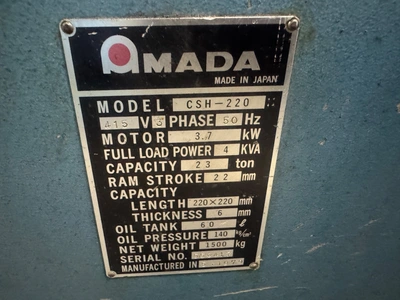 AMADA
MADE IN JAPAN
MODEL CSH-220
415 V 3 PHASE 50 Hz
MOTOR 3.7 kW
FULL LOAD POWER 4 KVA
CAPACITY 23 ton
RAM STROKE 22 mm
CAPACITY
LENGTH 220×220 mm
THICKNESS 6 mm
OIL TANK 60 ℓ
OIL PRESSURE 140
NET WEIGHT 1500 kg
SERIAL NO.
MANUFACTURED IN